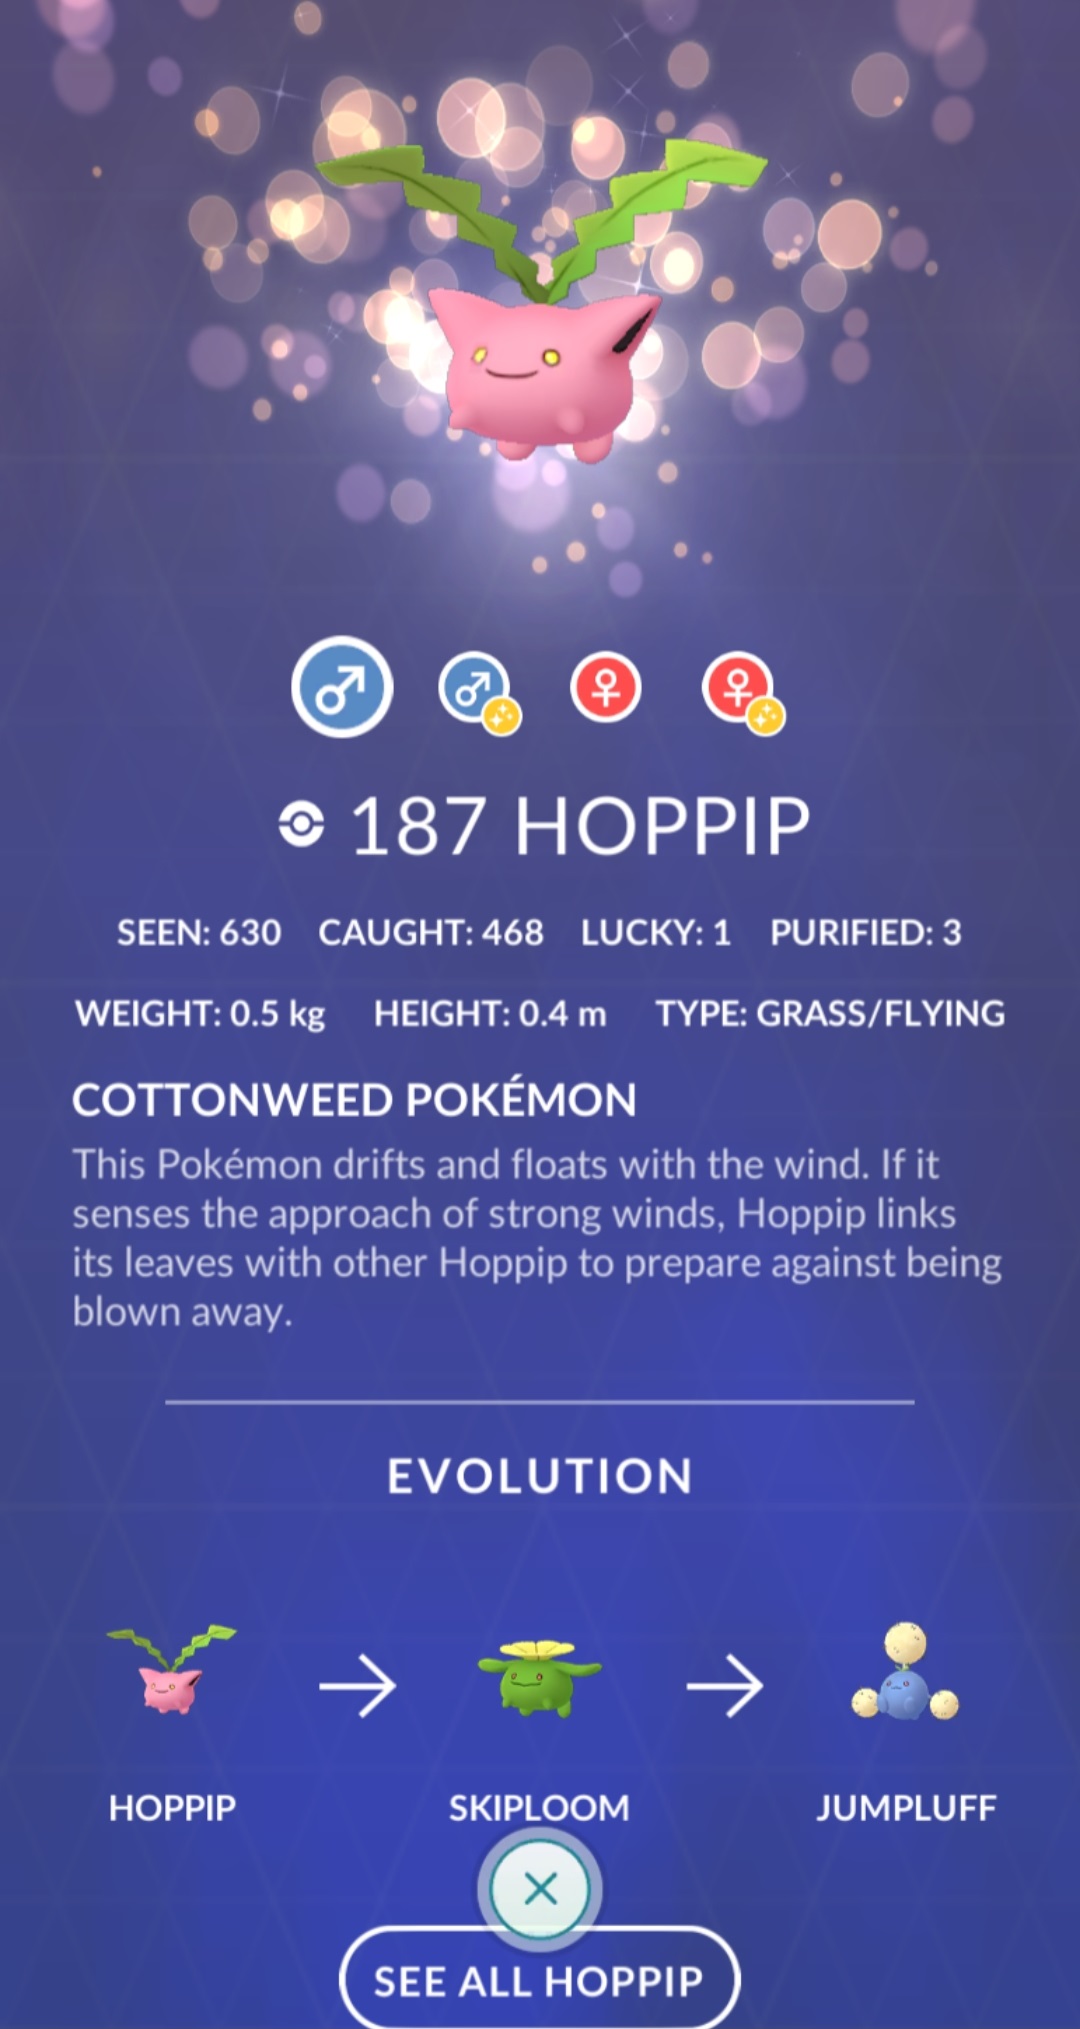 187 HOPPIP
SEEN: 630 CAUGHT: 468 LUCKY: 1 PURIFIED: 3
WEIGHT: 0.5 kg HEIGHT: 0.4 m TYPE: GRASS/FLYING
COTTONWEED POKÉMON
This Pokémon drifts and floats with the wind. If it
senses the approach of strong winds, Hoppip links
its leaves with other Hoppip to prepare against being
blown away.
EVOLUTION
HOPPIP SKIPLOOM JUMPLUFF
SEE ALL HOPPIP